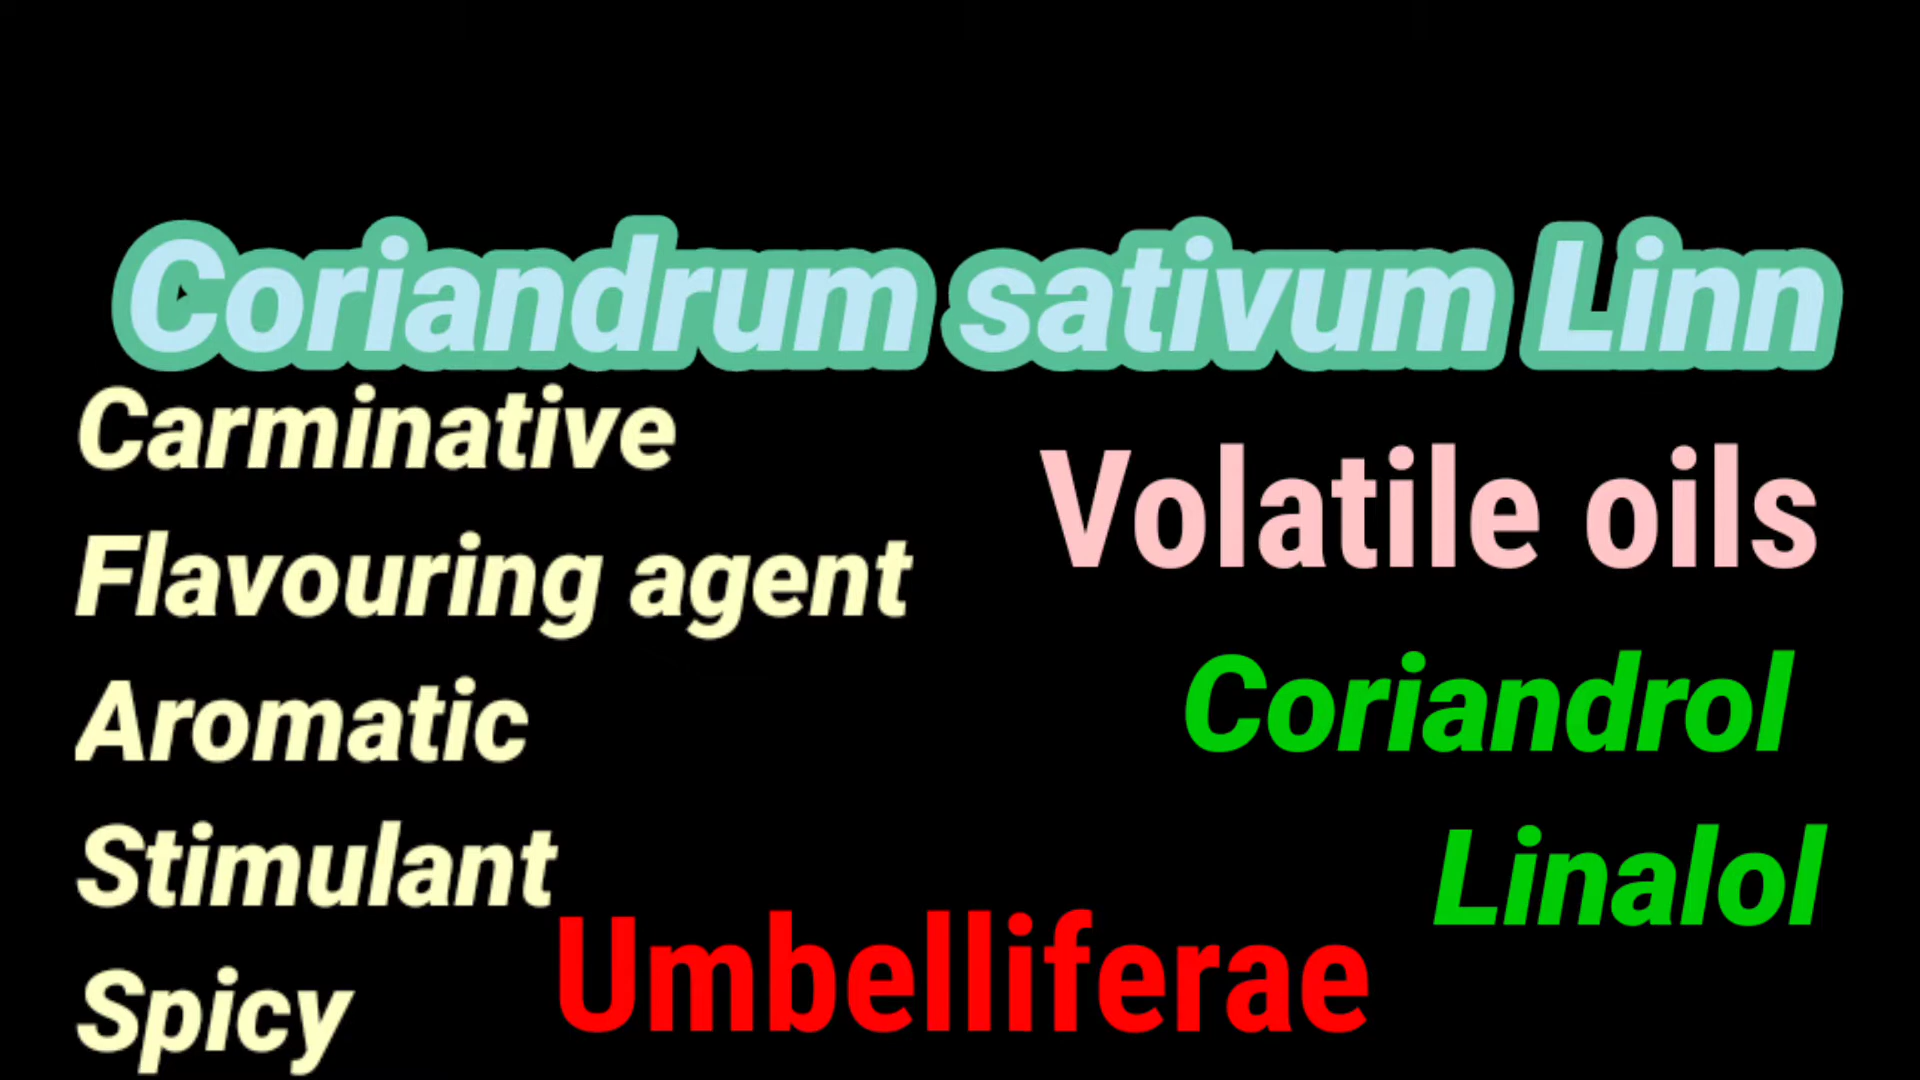 Coriandrum sativum Linn
Carminative
Flavouring agent
Aromatic
Stimulant
Spicy
Volatile oils
Coriandrol
Linalol
Umbelliferae